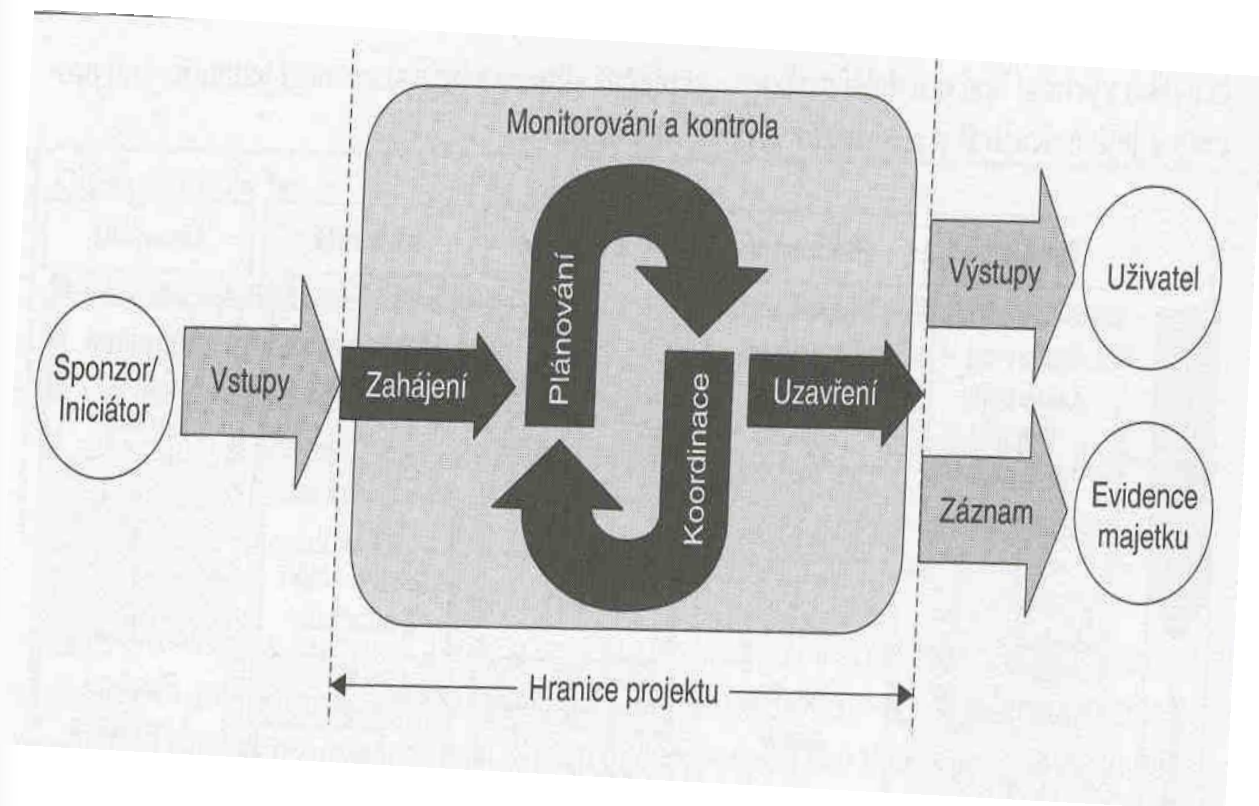 Monitorování a kontrola
Sponzor/
Iniciátor
Vstupy
Zahájení
Plánování
Koordinace
Uzavření
Výstupy
Uživatel
Záznam
Evidence
majetku
Hranice projektu